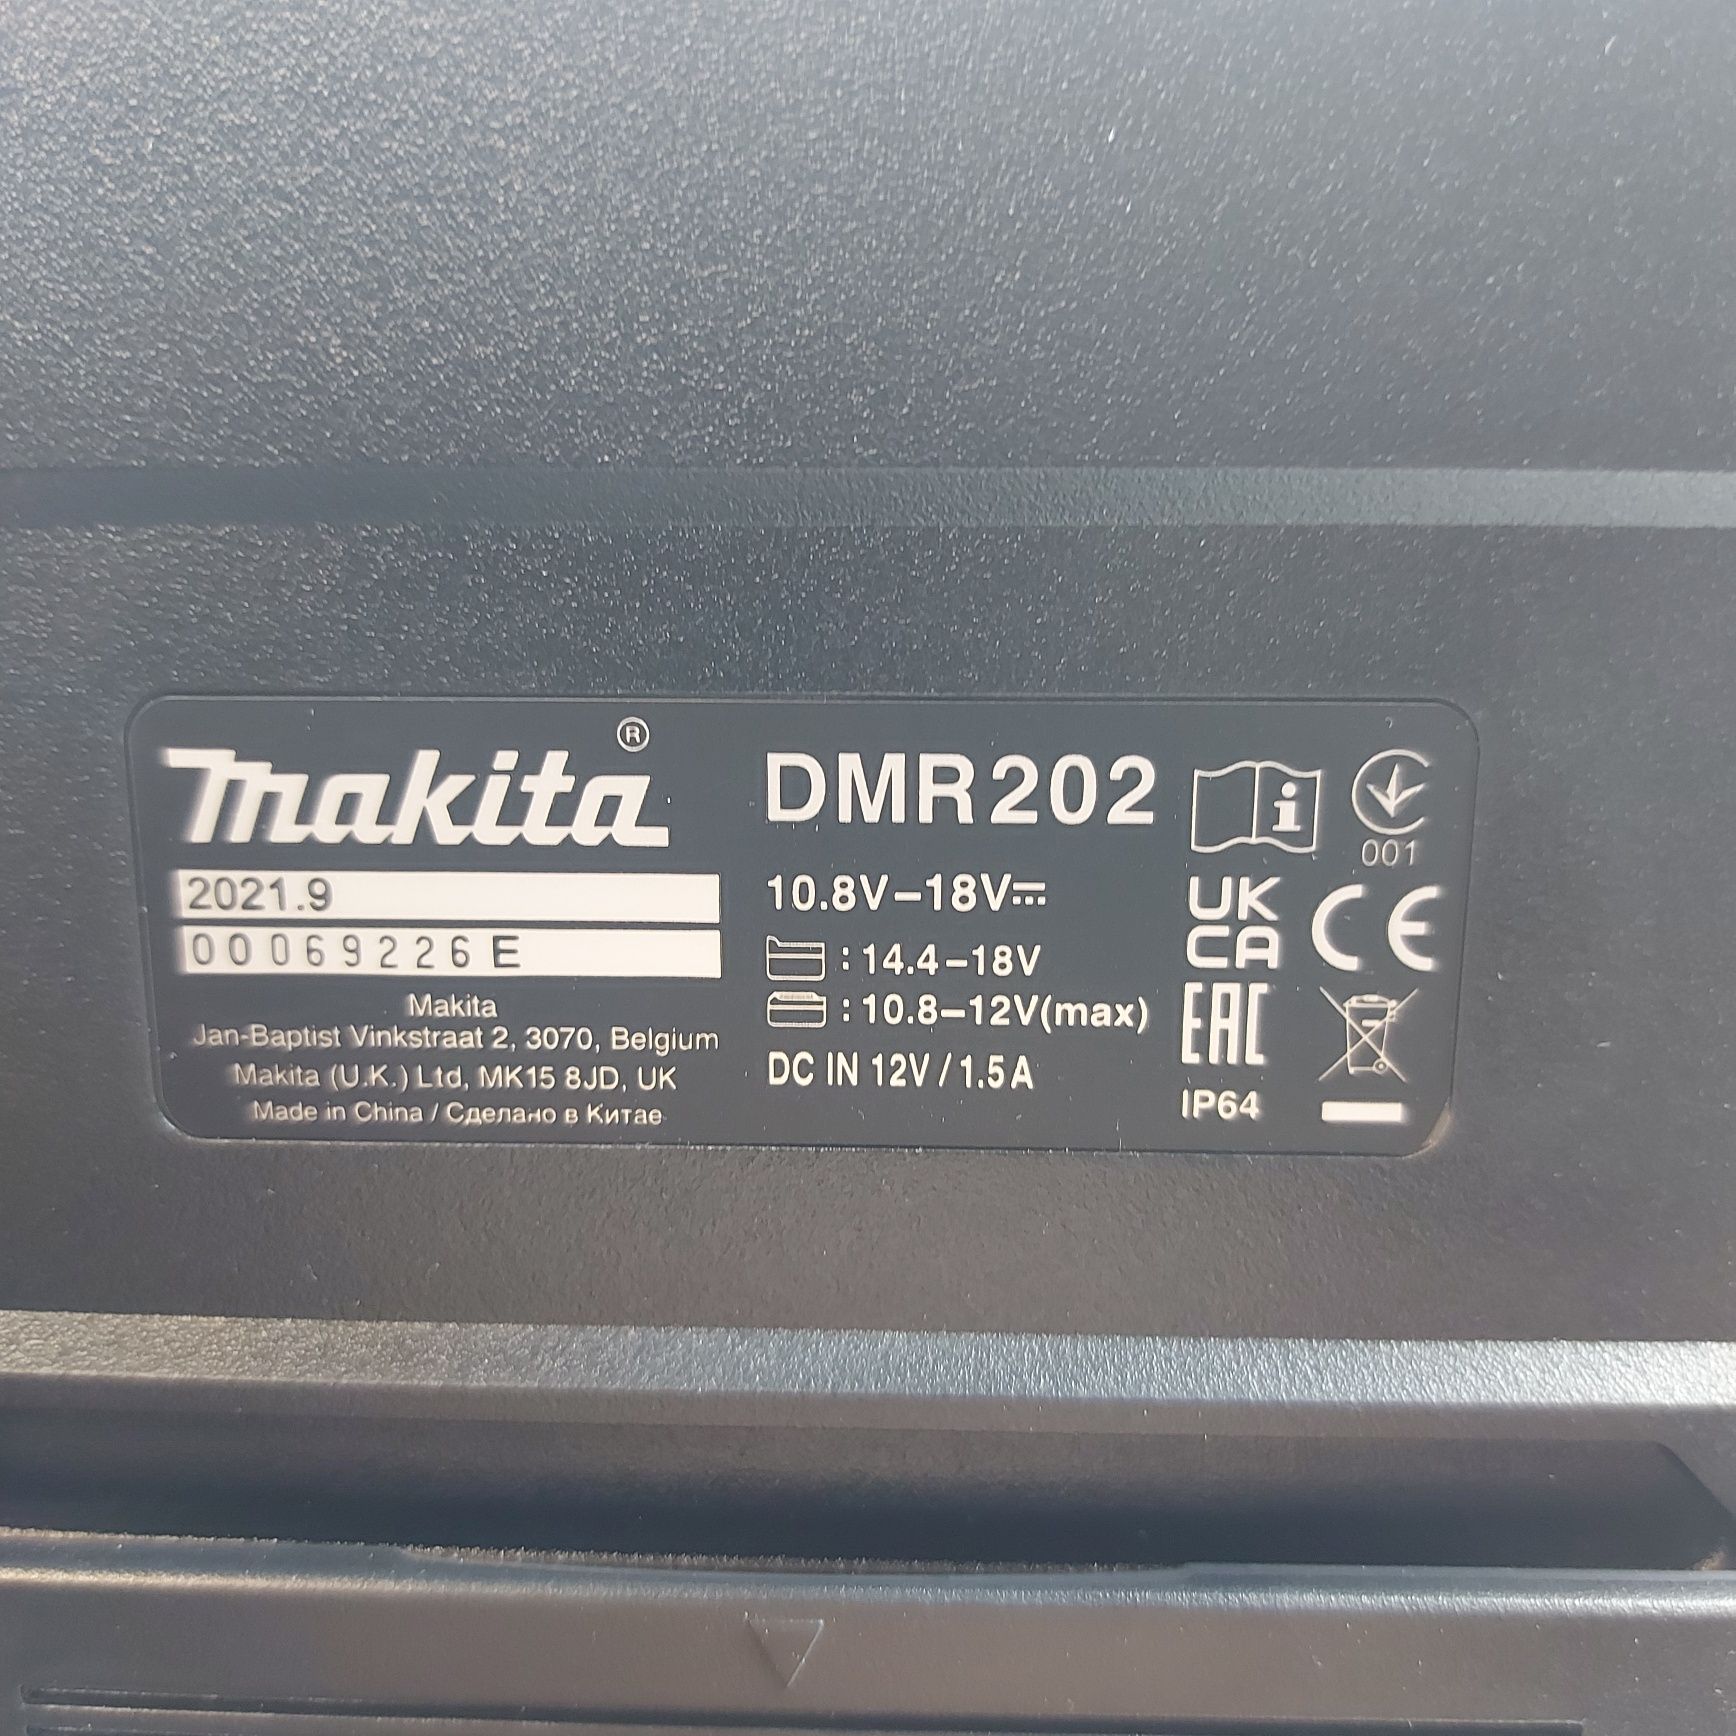 makita®
2021.9
00069226E
Makita
Jan-Baptist Vinkstraat 2, 3070, Belgium
Makita (U.K.) Ltd, MK15 8JD, UK
Made in China / Сделано в Китае
DMR202
10.8V–18V⎓
: 14.4–18V
: 10.8–12V(max)
DC IN 12V / 1.5A
i
001
UK
CA
CE
EAC
IP64